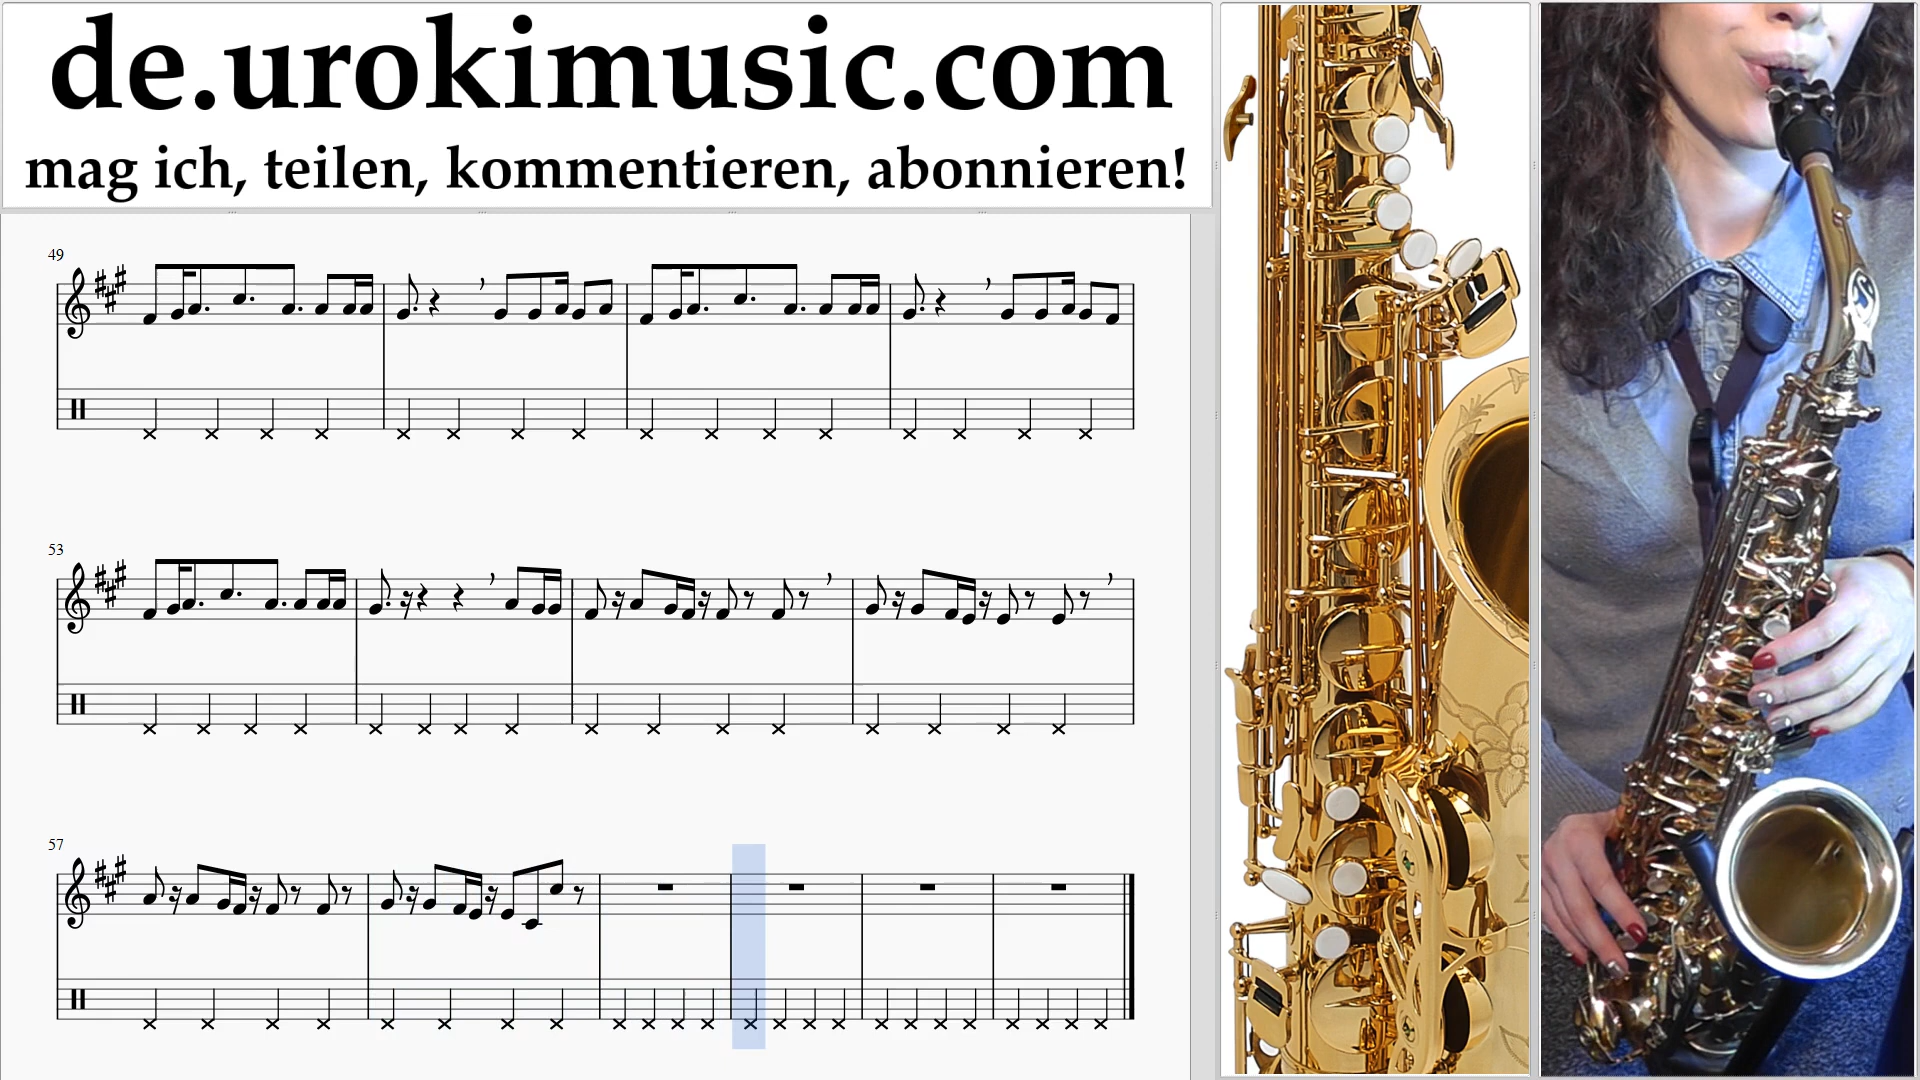 de.urokimusic.com
mag ich, teilen, kommentieren, abonnieren!
49
53
57